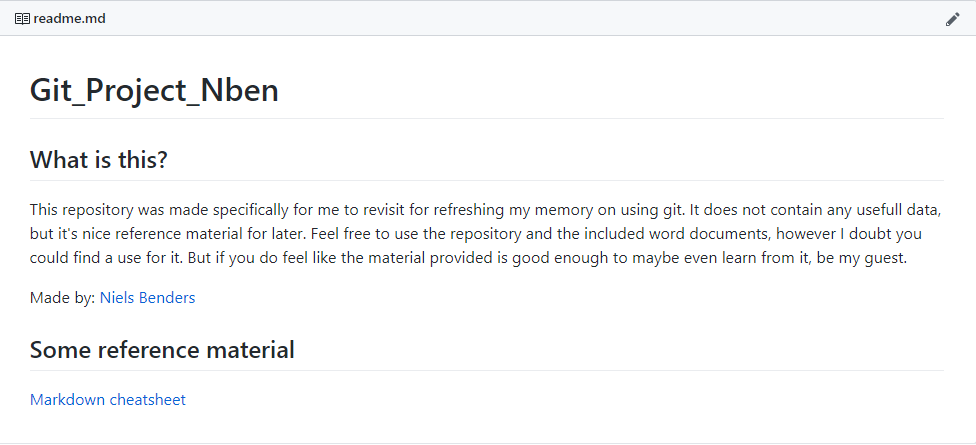 readme.md
Git_Project_Nben
What is this?
This repository was made specifically for me to revisit for refreshing my memory on using git. It does not contain any usefull data,
but it's nice reference material for later. Feel free to use the repository and the included word documents, however I doubt you
could find a use for it. But if you do feel like the material provided is good enough to maybe even learn from it, be my guest.
Made by: Niels Benders
Some reference material
Markdown cheatsheet